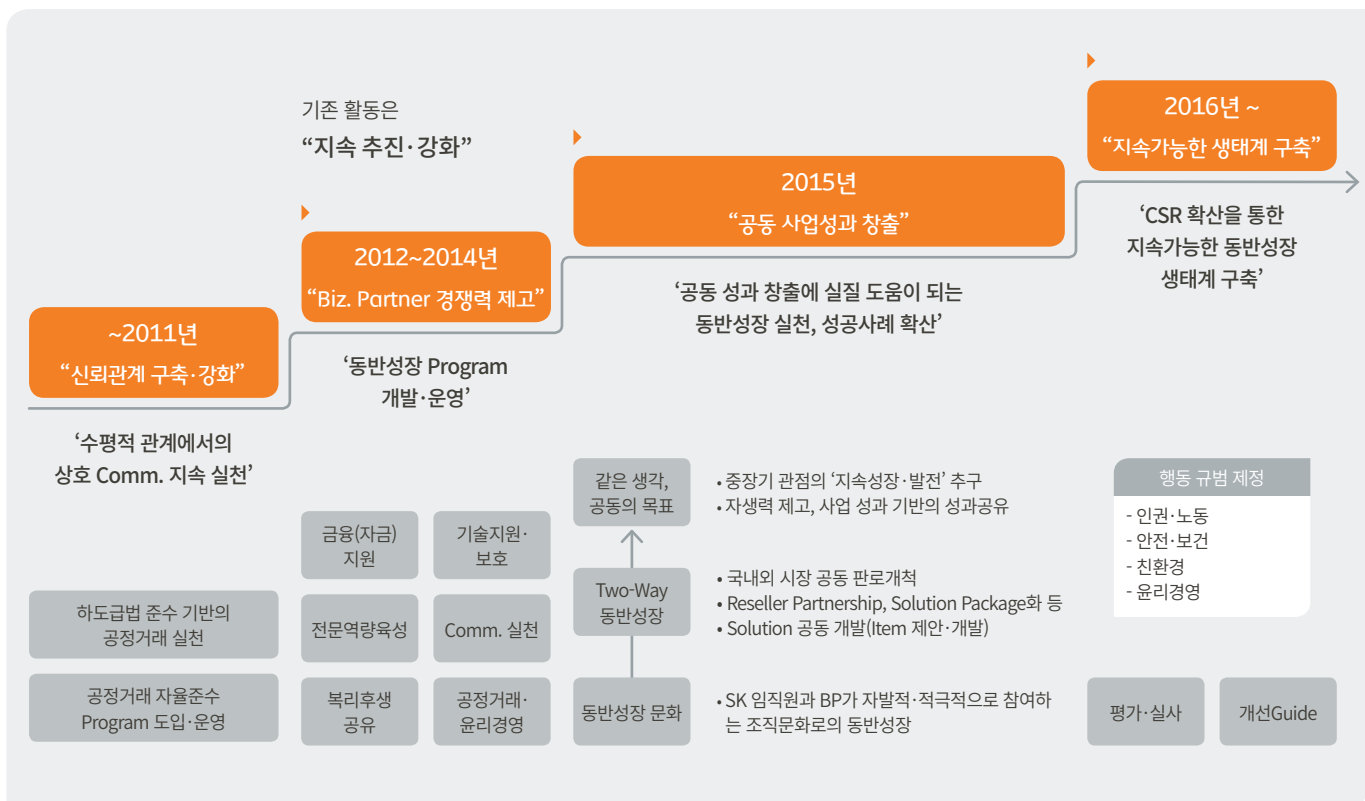 기존 활동은
“지속 추진·강화”
~2011년
“신뢰관계 구축·강화”
‘수평적 관계에서의
상호 Comm. 지속 실천’
하도급법 준수 기반의
공정거래 실천
공정거래 자율준수
Program 도입·운영
2012~2014년
“Biz. Partner 경쟁력 제고”
‘동반성장 Program
개발·운영’
금융(자금)
지원
기술지원·
보호
전문역량육성
Comm. 실천
복리후생
공유
공정거래·
윤리경영
2015년
“공동 사업성과 창출”
‘공동 성과 창출에 실질 도움이 되는
동반성장 실천, 성공사례 확산’
같은 생각,
공동의 목표
• 중장기 관점의 ‘지속성장·발전’ 추구
• 자생력 제고, 사업 성과 기반의 성과공유
Two-Way
동반성장
• 국내외 시장 공동 판로개척
• Reseller Partnership, Solution Package화 등
• Solution 공동 개발(Item 제안·개발)
동반성장 문화
• SK 임직원과 BP가 자발적·적극적으로 참여하
는 조직문화로의 동반성장
2016년 ~
“지속가능한 생태계 구축”
‘CSR 확산을 통한
지속가능한 동반성장
생태계 구축’
행동 규범 제정
- 인권·노동
- 안전·보건
- 친환경
- 윤리경영
평가·실사
개선Guide